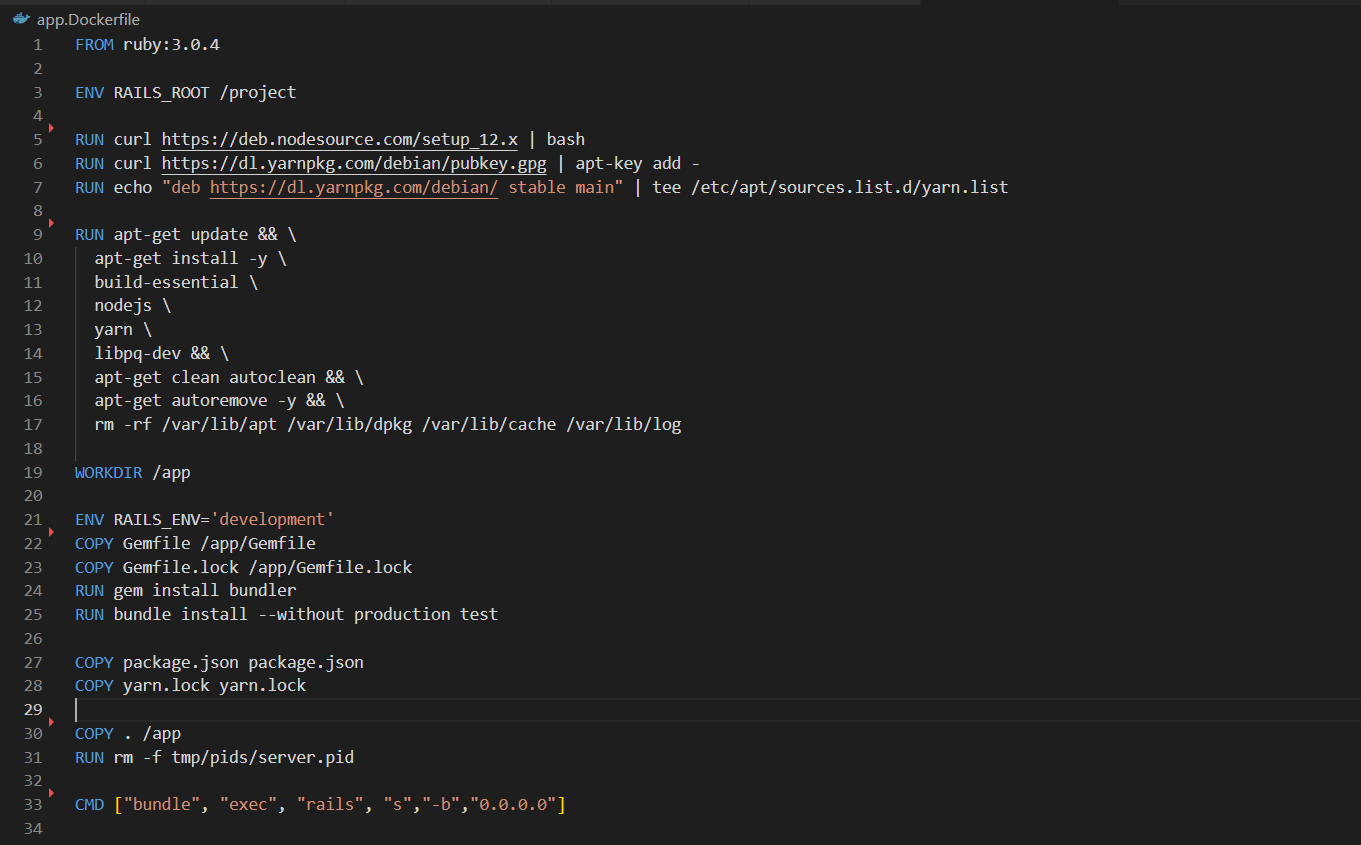 app.Dockerfile
1 FROM ruby:3.0.4
2
3 ENV RAILS_ROOT /project
4
5 RUN curl https://deb.nodesource.com/setup_12.x | bash
6 RUN curl https://dl.yarnpkg.com/debian/pubkey.gpg | apt-key add -
7 RUN echo "deb https://dl.yarnpkg.com/debian/ stable main" | tee /etc/apt/sources.list.d/yarn.list
8
9 RUN apt-get update && \
10 apt-get install -y \
11 build-essential \
12 nodejs \
13 yarn \
14 libpq-dev && \
15 apt-get clean autoclean && \
16 apt-get autoremove -y && \
17 rm -rf /var/lib/apt /var/lib/dpkg /var/lib/cache /var/lib/log
18
19 WORKDIR /app
20
21 ENV RAILS_ENV='development'
22 COPY Gemfile /app/Gemfile
23 COPY Gemfile.lock /app/Gemfile.lock
24 RUN gem install bundler
25 RUN bundle install --without production test
26
27 COPY package.json package.json
28 COPY yarn.lock yarn.lock
29
30 COPY . /app
31 RUN rm -f tmp/pids/server.pid
32
33 CMD ["bundle", "exec", "rails", "s","-b","0.0.0.0"]
34